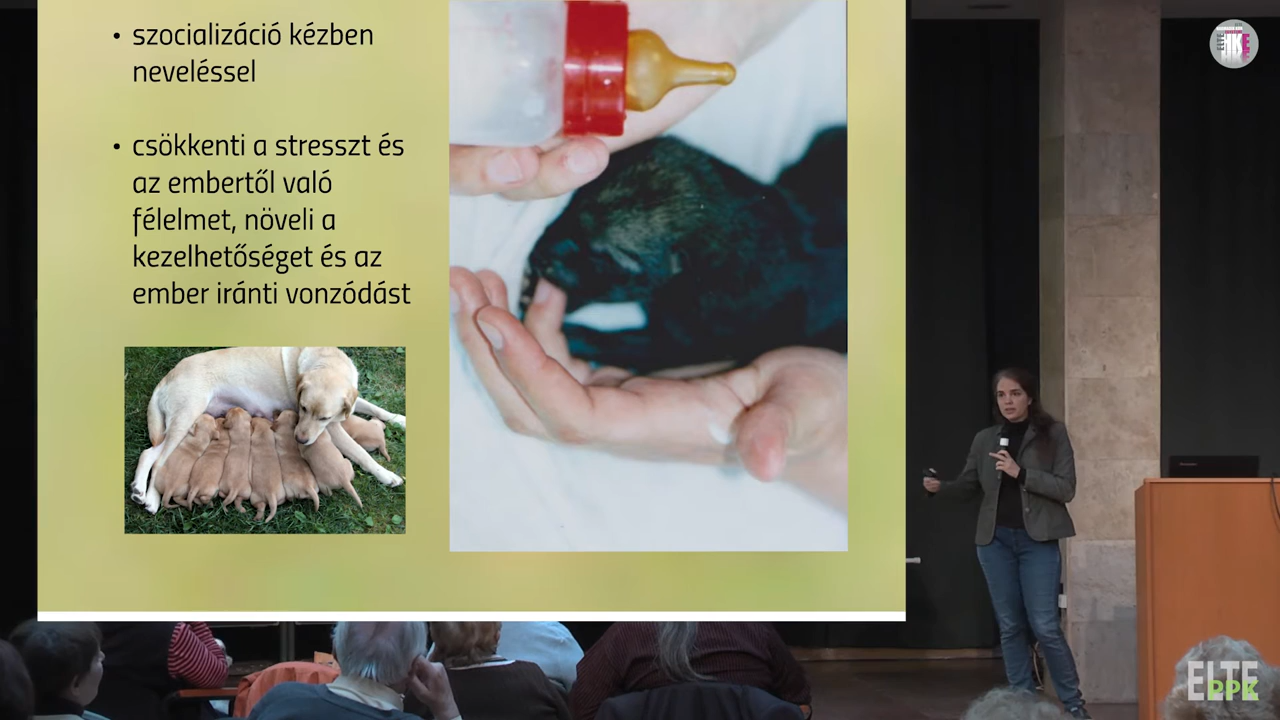 • szocializáció kézben
neveléssel
• csökkenti a stresszt és
az embertől való
félelmet, növeli a
kezelhetőséget és az
ember iránti vonzódást
ELTE
PPK